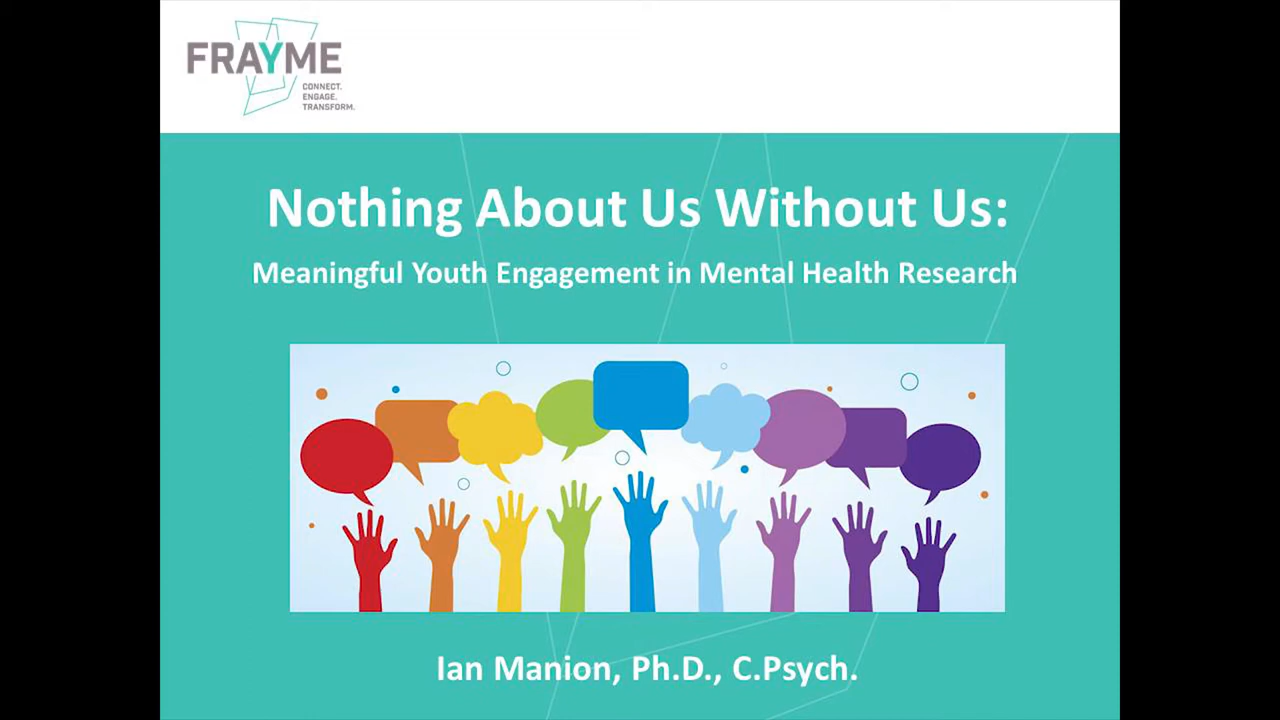 FRAYME
CONNECT.
ENGAGE.
TRANSFORM.
Nothing About Us Without Us:
Meaningful Youth Engagement in Mental Health Research
Ian Manion, Ph.D., C.Psych.